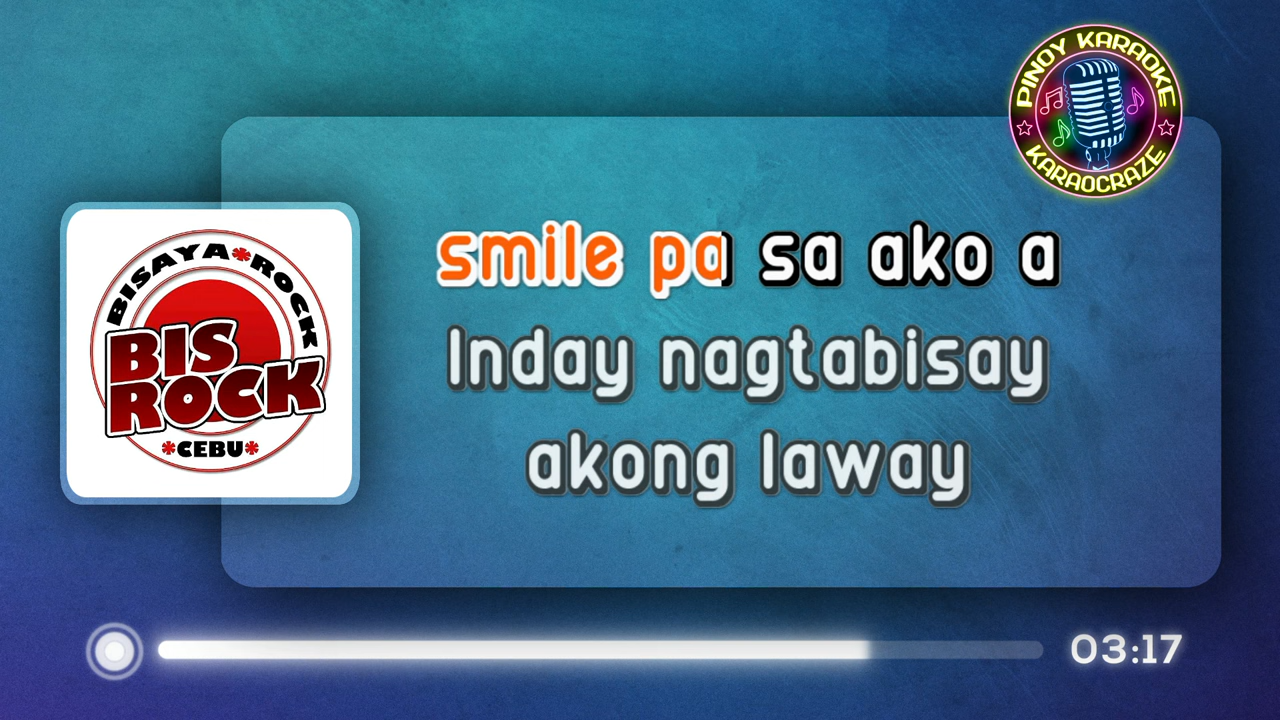 PINOY KARAOKE
KARAOCRAZE
smile pa sa ako a
Inday nagtabisay
akong laway
BISAYA*ROCK
BIS
ROCK
*CEBU*
03:17